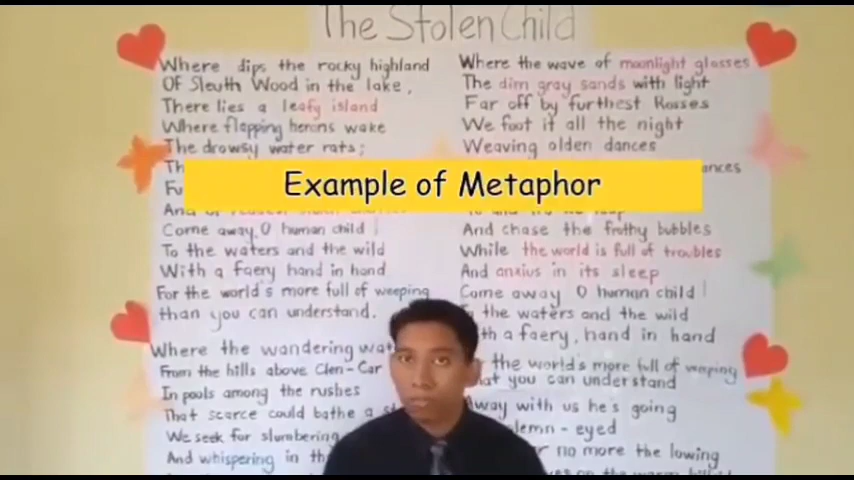 The Stolen Child
Where dips the rocky highland
Of Sleuth Wood in the lake,
There lies a leafy island
Where flapping herons wake
The drowsy water rats;
Come away, O human child!
To the waters and the wild
With a faery hand in hand
For the world's more full of weeping
than you can understand.
Where the wandering
From the hills above Glen-Car
In pools among the rushes
That scarce could bathe a
We seek for slumbering
And whispering in
Where the wave of moonlight glosses
The dim gray sands with light
Far off by furthest Rosses
We foot it all the night
Weaving olden dances
Example of Metaphor
And chase the frothy bubbles
While the world is full of troubles
And anxius in its sleep
Come away O human child!
the waters and the wild
a faery, hand in hand
the world's more full of weeping
you can understand
Away with us he's going
eyed
no more the lowing
on the warm